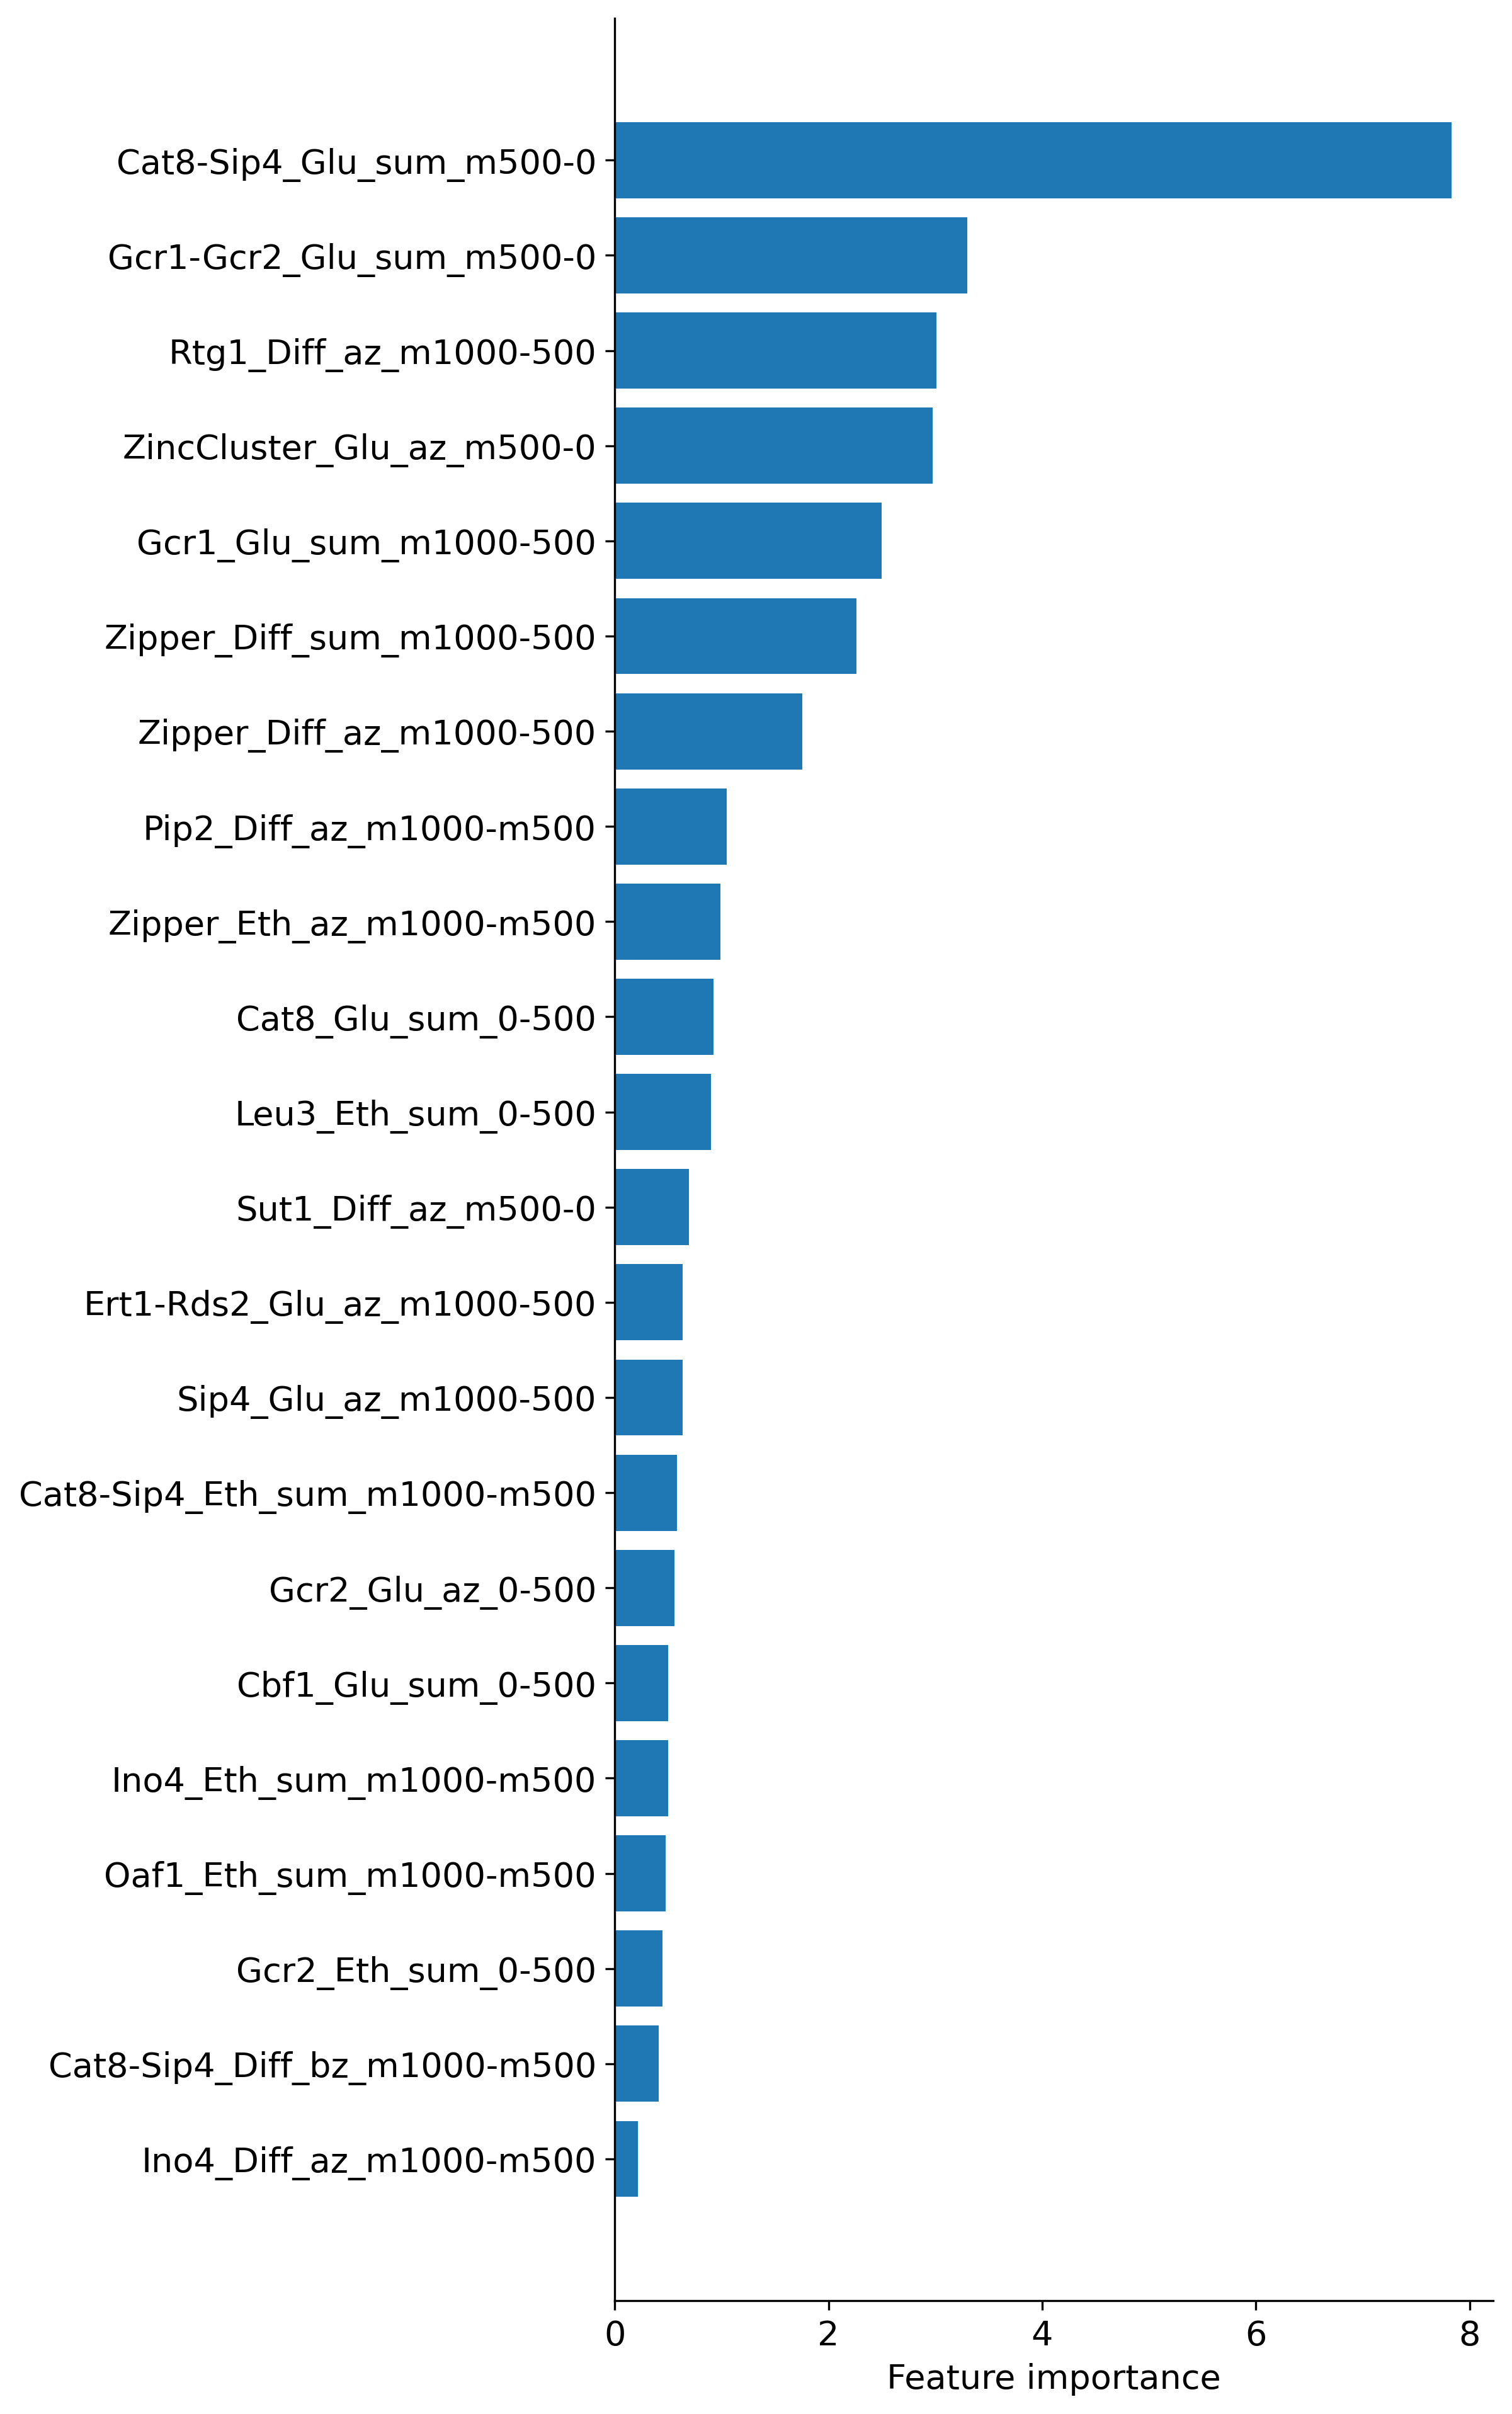 Cat8-Sip4_Glu_sum_m500-0
Gcr1-Gcr2_Glu_sum_m500-0
Rtg1_Diff_az_m1000-500
ZincCluster_Glu_az_m500-0
Gcr1_Glu_sum_m1000-500
Zipper_Diff_sum_m1000-500
Zipper_Diff_az_m1000-500
Pip2_Diff_az_m1000-m500
Zipper_Eth_az_m1000-m500
Cat8_Glu_sum_0-500
Leu3_Eth_sum_0-500
Sut1_Diff_az_m500-0
Ert1-Rds2_Glu_az_m1000-500
Sip4_Glu_az_m1000-500
Cat8-Sip4_Eth_sum_m1000-m500
Gcr2_Glu_az_0-500
Cbf1_Glu_sum_0-500
Ino4_Eth_sum_m1000-m500
Oaf1_Eth_sum_m1000-m500
Gcr2_Eth_sum_0-500
Cat8-Sip4_Diff_bz_m1000-m500
Ino4_Diff_az_m1000-m500
0 2 4 6 8
Feature importance